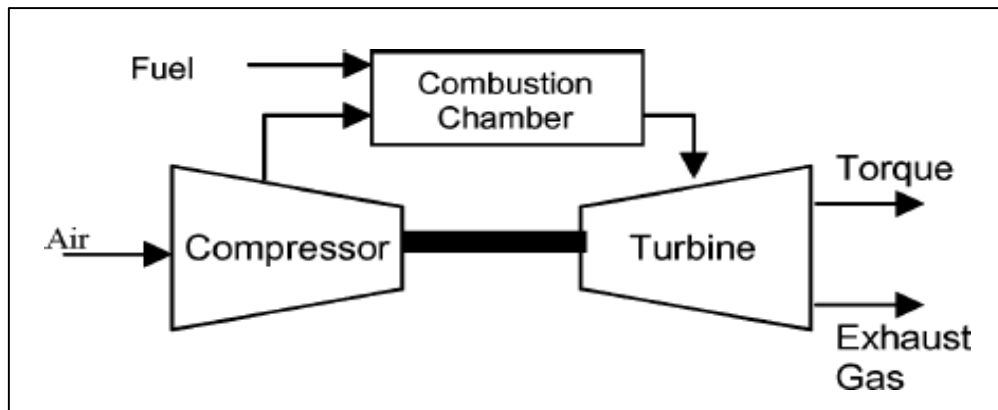 Fuel
Combustion
Chamber
Torque
Air
Compressor
Turbine
Exhaust
Gas